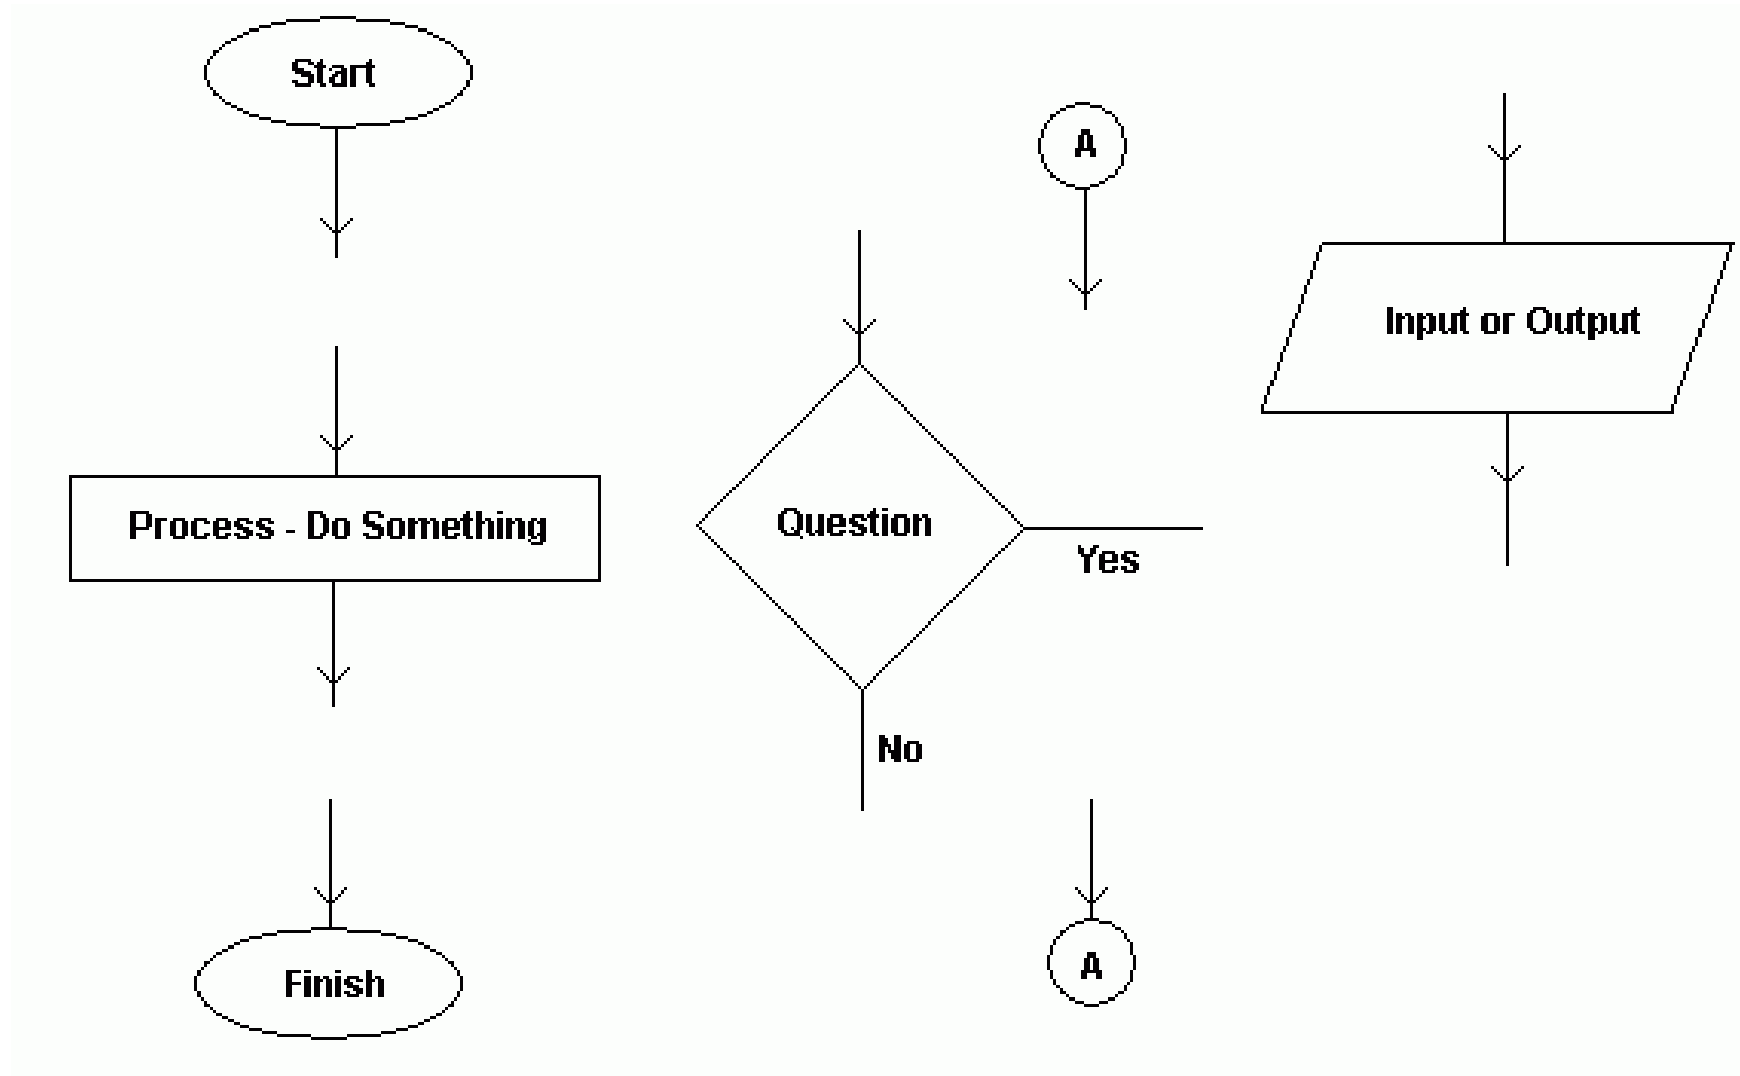 Start
Process - Do Something
Finish
Question
Yes
No
A
A
Input or Output